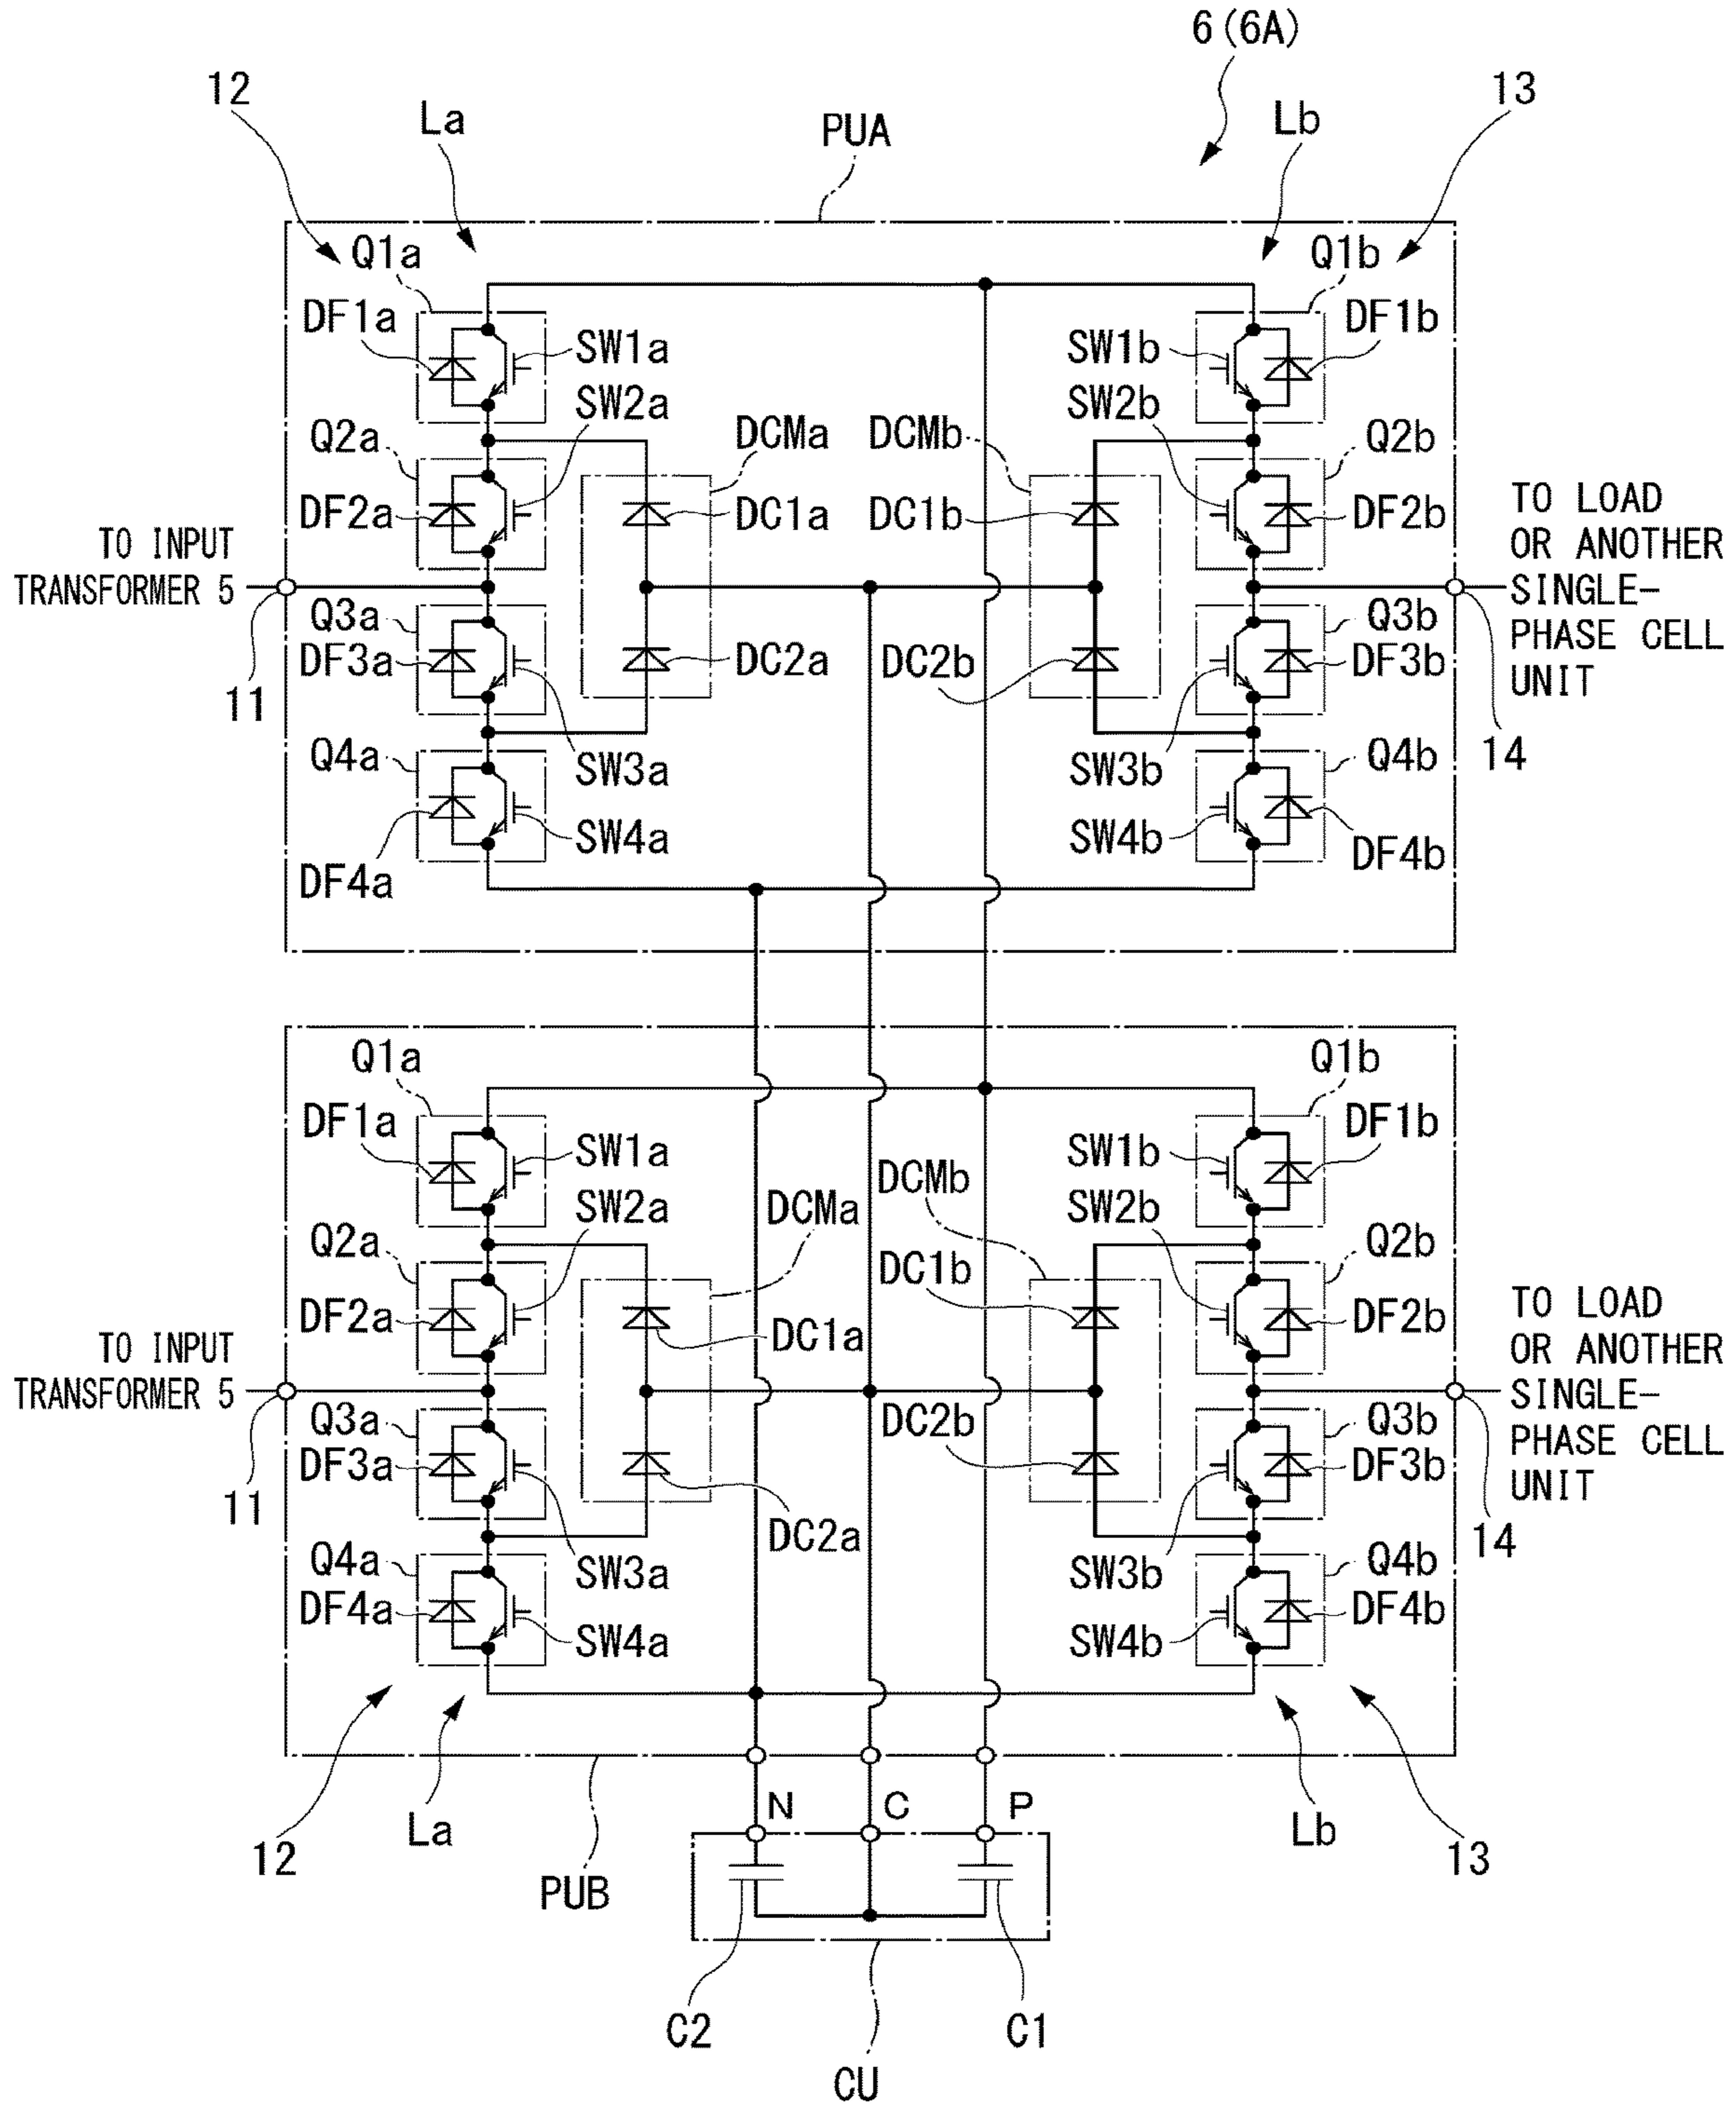 6(6A)
12
La
PUA
Lb
13
Q1a
Q1b
DF1a
DF1b
SW1a
SW1b
SW2a
SW2b
Q2a
DCMa
DCMb
Q2b
DF2a
DC1a
DC1b
DF2b
TO INPUT
TRANSFORMER 5
TO LOAD
OR ANOTHER
SINGLE-
PHASE CELL
UNIT
Q3a
Q3b
DF3a
DC2a
DC2b
DF3b
11
14
Q4a
SW3a
SW3b
Q4b
SW4a
SW4b
DF4a
DF4b
Q1a
Q1b
DF1a
DF1b
SW1a
SW1b
DCMb
SW2a
DCMa
SW2b
Q2a
Q2b
DC1b
DF2a
DC1a
DF2b
TO INPUT
TRANSFORMER 5
TO LOAD
OR ANOTHER
SINGLE-
PHASE CELL
UNIT
Q3a
DC2b
Q3b
DF3a
DF3b
11
DC2a
14
Q4a
SW3a
SW3b
Q4b
DF4a
DF4b
SW4a
SW4b
N
C
P
12
La
Lb
13
PUB
C2
C1
CU